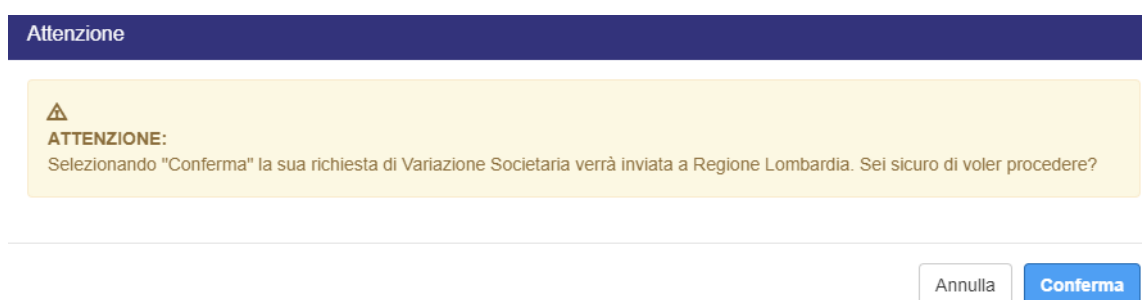 Attenzione
ATTENZIONE:
Selezionando "Conferma" la sua richiesta di Variazione Societaria verrà inviata a Regione Lombardia. Sei sicuro di voler procedere?
Annulla Conferma